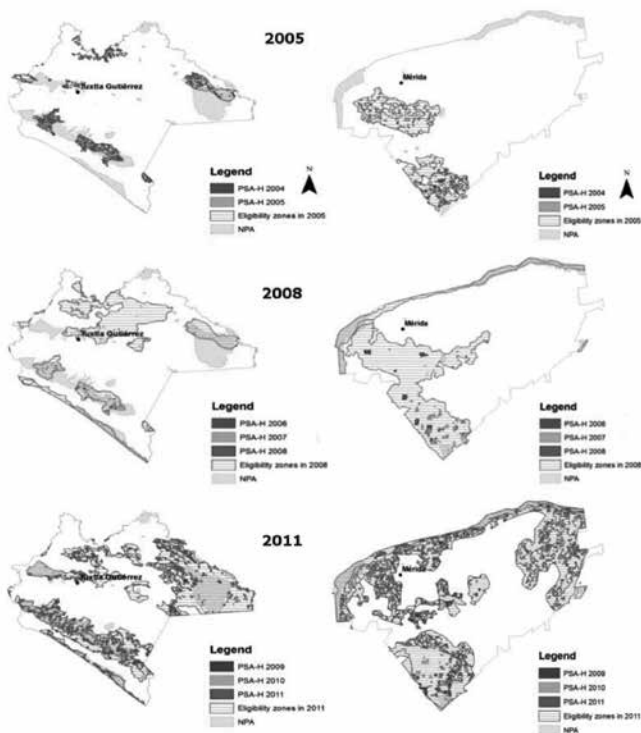 2005
Tuxtla Gutiérrez
Legend
PSA-H 2004
PSA-H 2005
Eligibility zones in 2005
NPA
N
Mérida
Legend
PSA-H 2004
PSA-H 2005
Eligibility zones in 2005
NPA
N
2008
Tuxtla Gutiérrez
Legend
PSA-H 2006
PSA-H 2007
PSA-H 2008
Eligibility zones in 2008
NPA
Mérida
Legend
PSA-H 2006
PSA-H 2007
PSA-H 2008
Eligibility zones in 2008
NPA
2011
Tuxtla Gutiérrez
Legend
PSA-H 2009
PSA-H 2010
PSA-H 2011
Eligibility zones in 2011
NPA
Mérida
Legend
PSA-H 2009
PSA-H 2010
PSA-H 2011
Eligibility zones in 2011
NPA